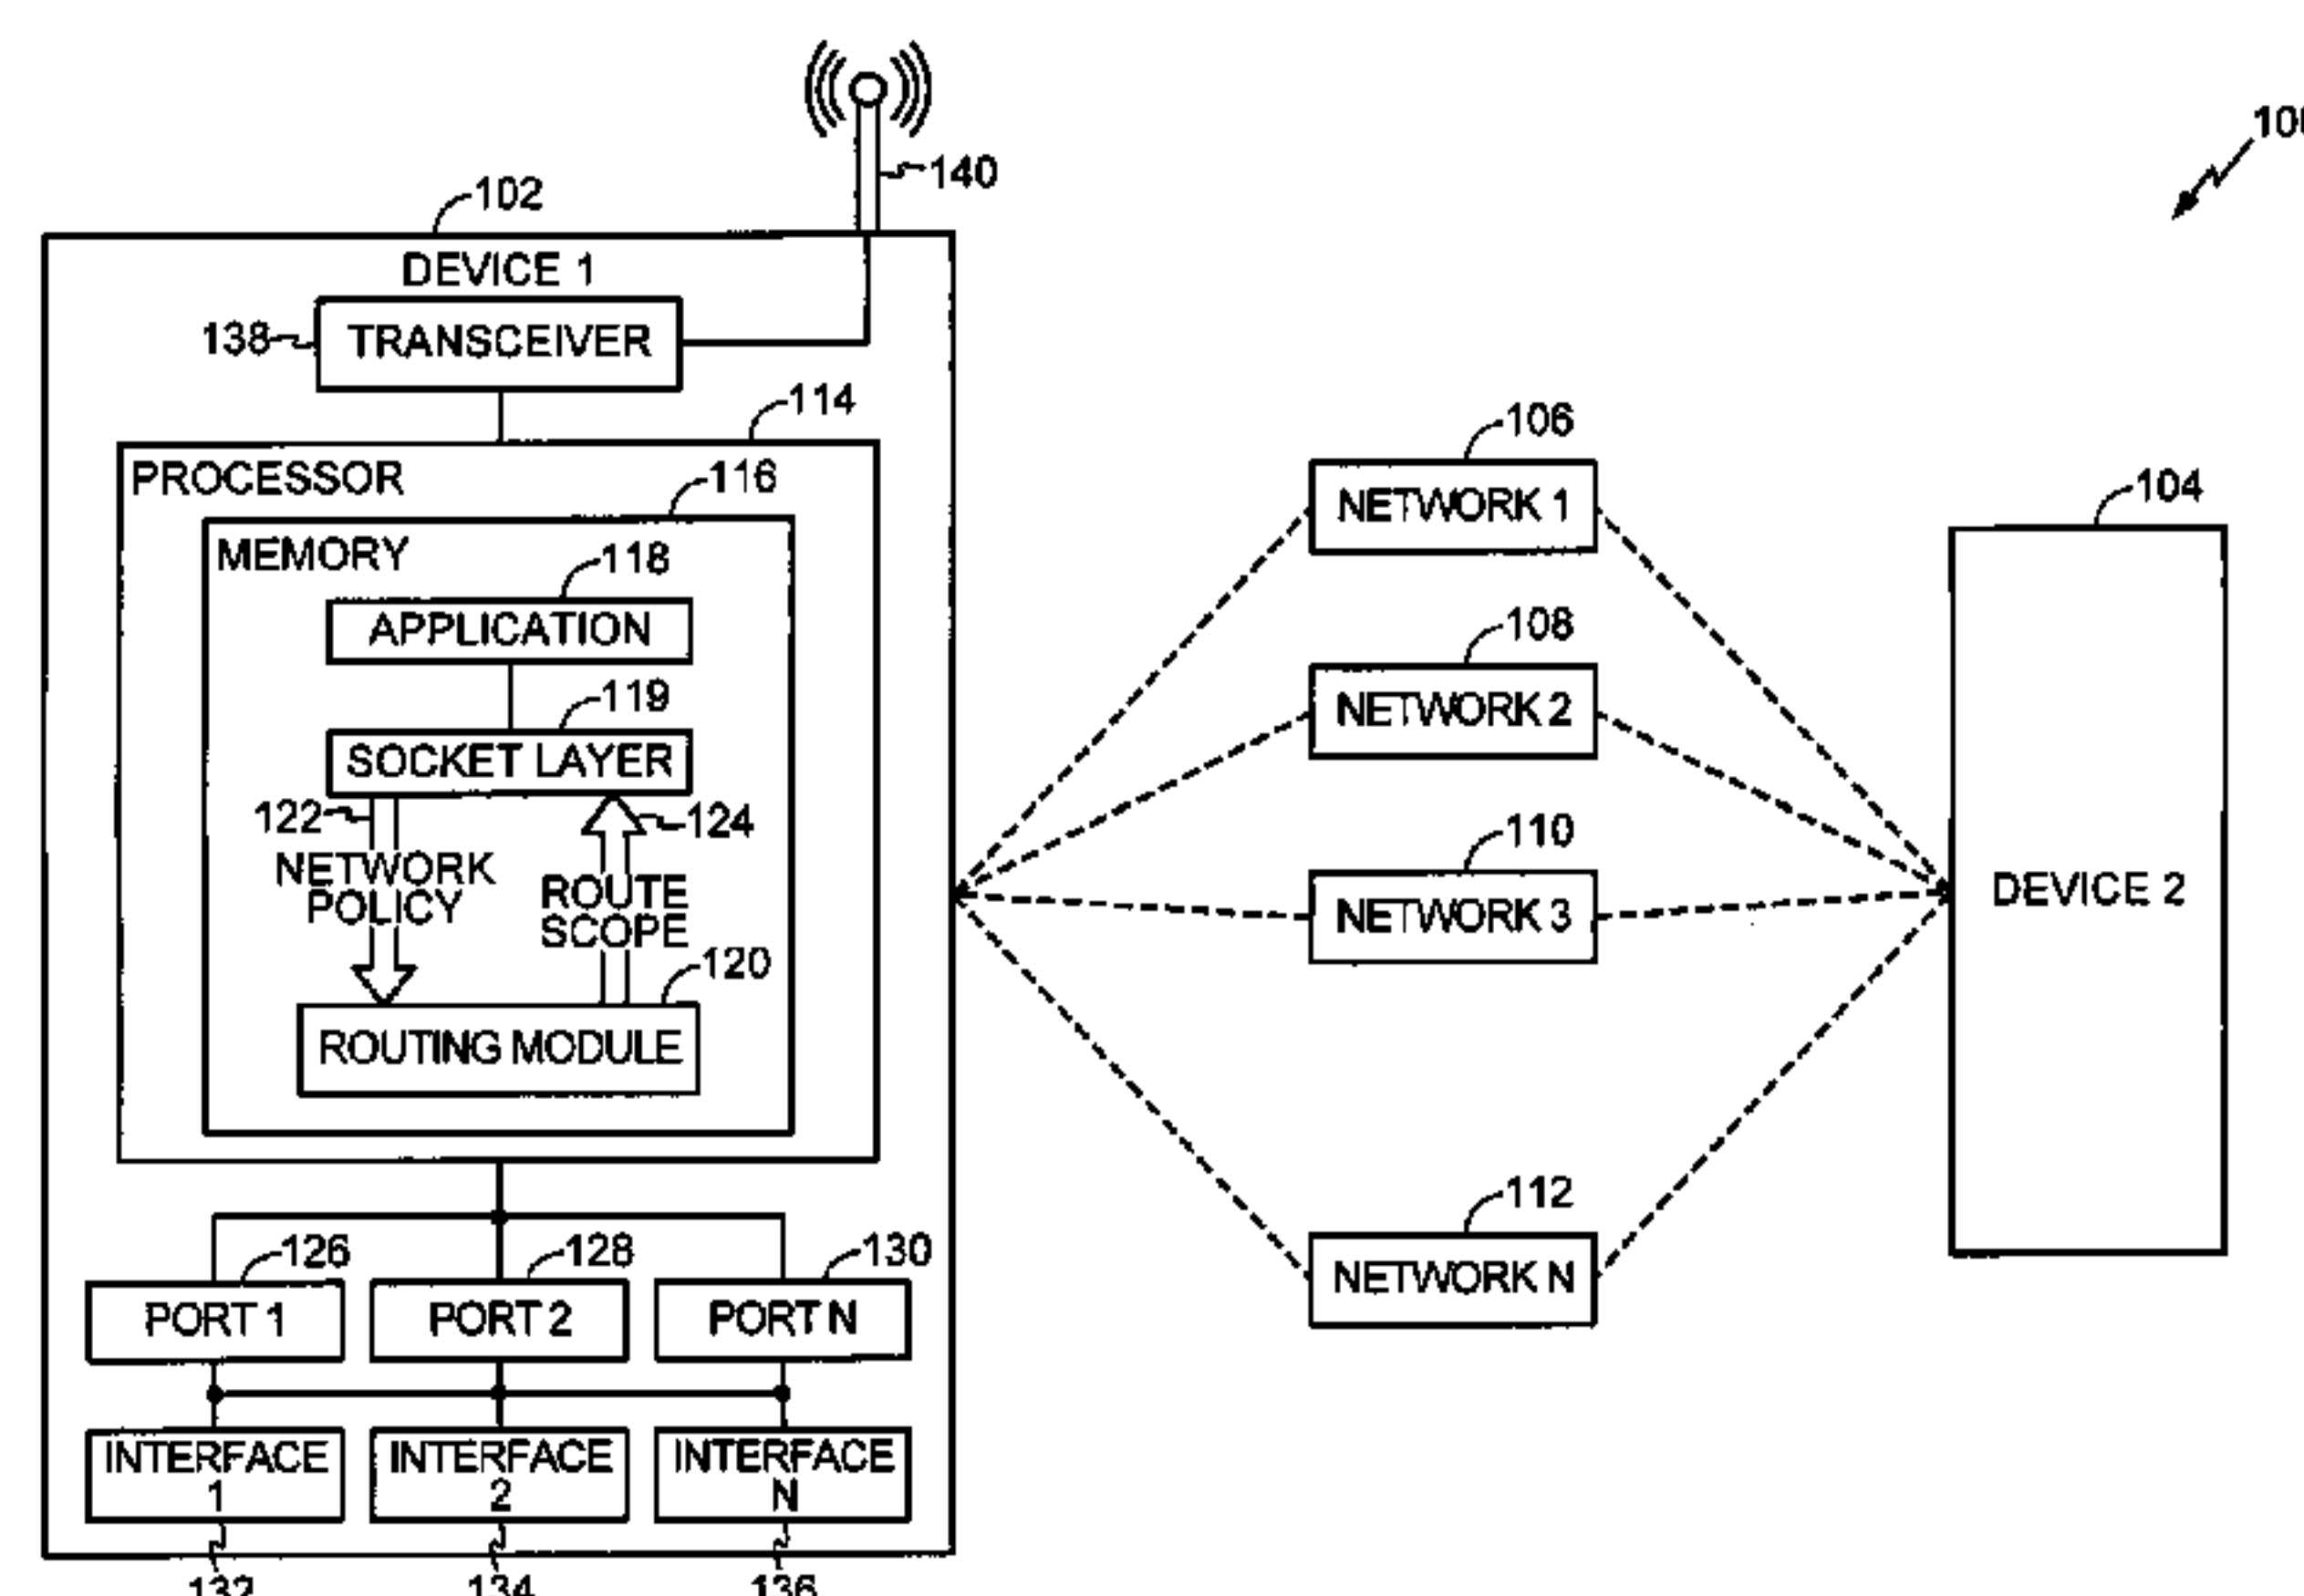 100
140
102
DEVICE 1
138
TRANSCEIVER
114
PROCESSOR
116
MEMORY
118
APPLICATION
119
SOCKET LAYER
122
124
NETWORK
POLICY
ROUTE
SCOPE
120
ROUTING MODULE
126
128
130
PORT 1
PORT 2
PORT N
INTERFACE
1
INTERFACE
2
INTERFACE
N
132
134
136
106
NETWORK 1
108
NETWORK 2
110
NETWORK 3
112
NETWORK N
104
DEVICE 2